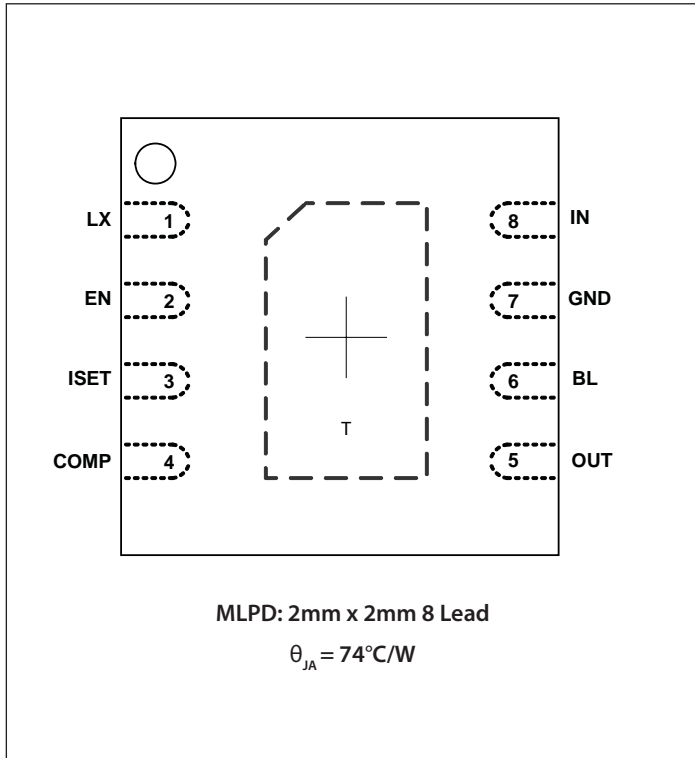 LX 1 8 IN
EN 2 7 GND
ISET 3 6 BL
T
COMP 4 5 OUT
MLPD: 2mm x 2mm 8 Lead
θJA = 74°C/W